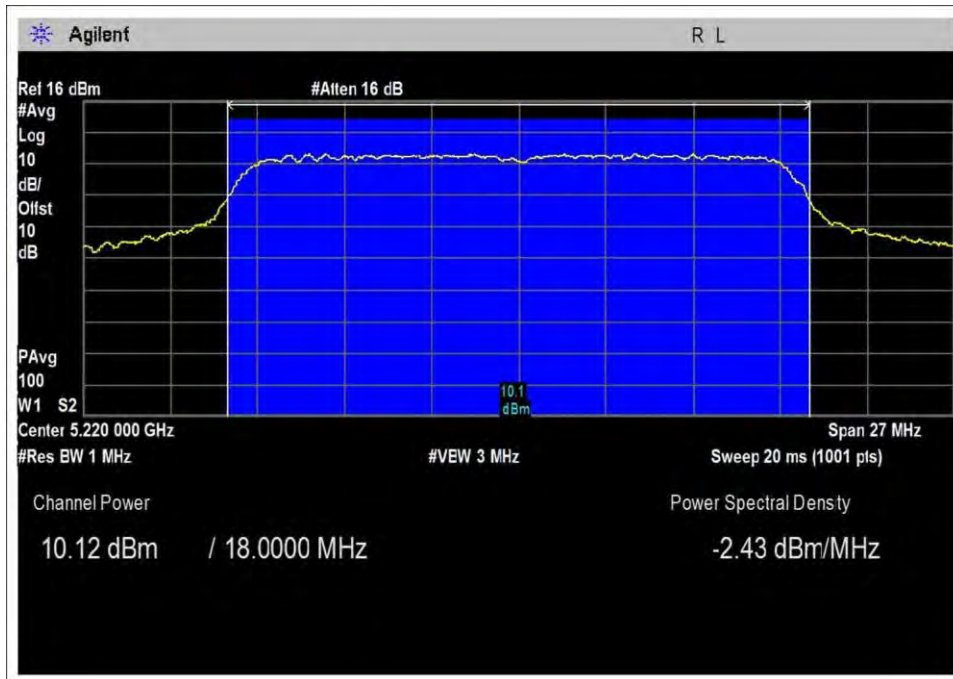 Agilent R L
Ref 16 dBm #Atten 16 dB
#Avg
Log
10
dB/
Offst
10
dB
PAvg
100
W1 S2
10.1
dBm
Center 5.220 000 GHz Span 27 MHz
#Res BW 1 MHz #VBW 3 MHz Sweep 20 ms (1001 pts)
Channel Power Power Spectral Density
10.12 dBm / 18.0000 MHz -2.43 dBm/MHz